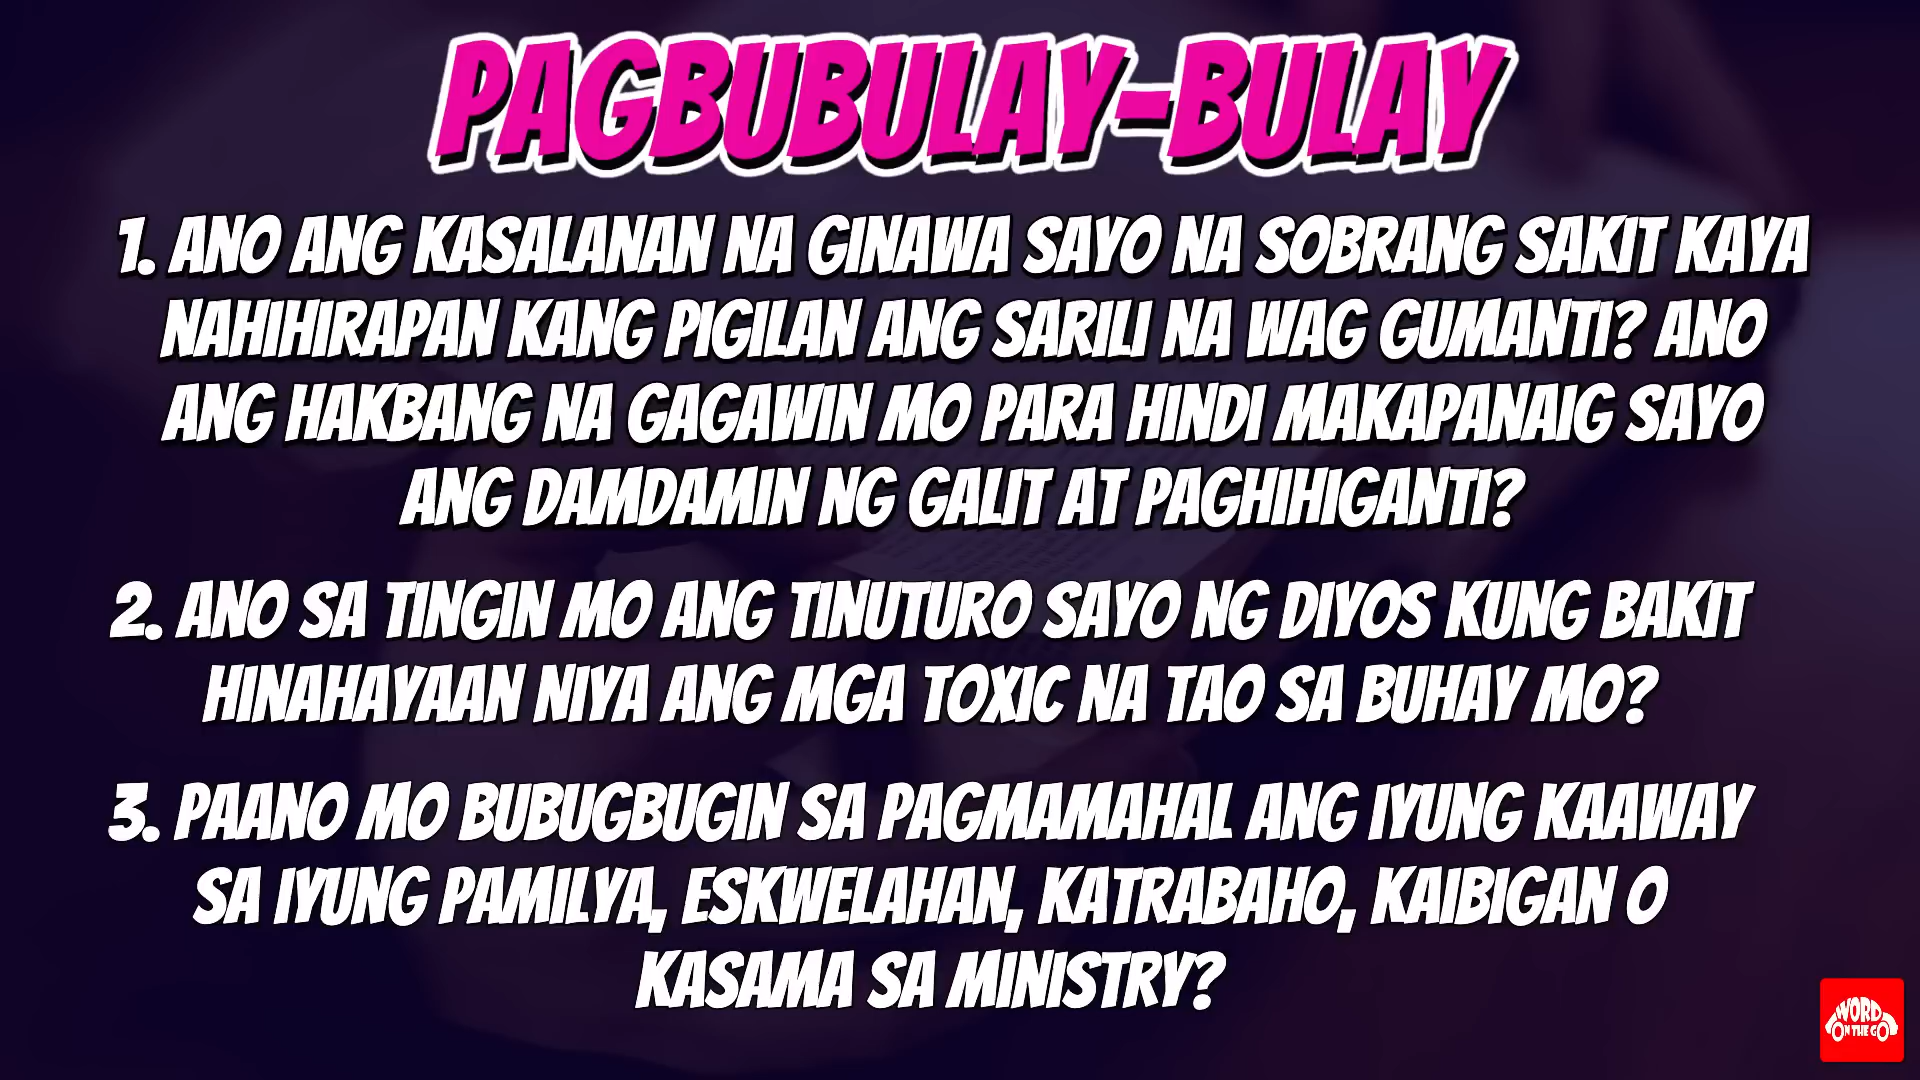 PAGBUBULAY-BULAY
1. ANO ANG KASALANAN NA GINAWA SAYO NA SOBRANG SAKIT KAYA
NAHIHIRAPAN KANG PIGILAN ANG SARILI NA WAG GUMANTI? ANO
ANG HAKBANG NA GAGAWIN MO PARA HINDI MAKAPANAIG SAYO
ANG DAMDAMIN NG GALIT AT PAGHIHIGANTI?
2. ANO SA TINGIN MO ANG TINUTURO SAYO NG DIYOS KUNG BAKIT
HINAHAYAAN NIYA ANG MGA TOXIC NA TAO SA BUHAY MO?
3. PAANO MO BUBUGBUGIN SA PAGMAMAHAL ANG IYUNG KAAWAY
SA IYUNG PAMILYA, ESKWELAHAN, KATRABAHO, KAIBIGAN O
KASAMA SA MINISTRY?
WORD
ON THE GO